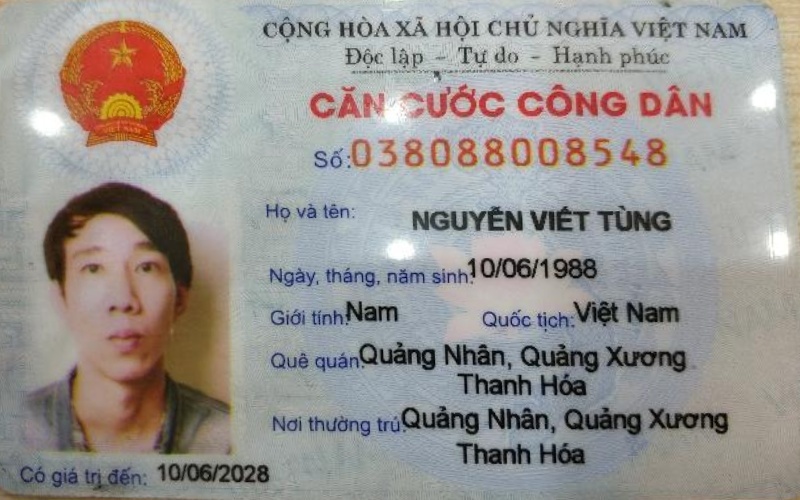 CỘNG HÒA XÃ HỘI CHỦ NGHĨA VIỆT NAM
Độc lập - Tự do - Hạnh phúc
CĂN CƯỚC CÔNG DÂN
Số: 038088008548
Họ và tên: NGUYỄN VIẾT TÙNG
Ngày, tháng, năm sinh: 10/06/1988
Giới tính: Nam Quốc tịch: Việt Nam
Quê quán: Quảng Nhân, Quảng Xương
Thanh Hóa
Nơi thường trú: Quảng Nhân, Quảng Xương
Thanh Hóa
Có giá trị đến: 10/06/2028